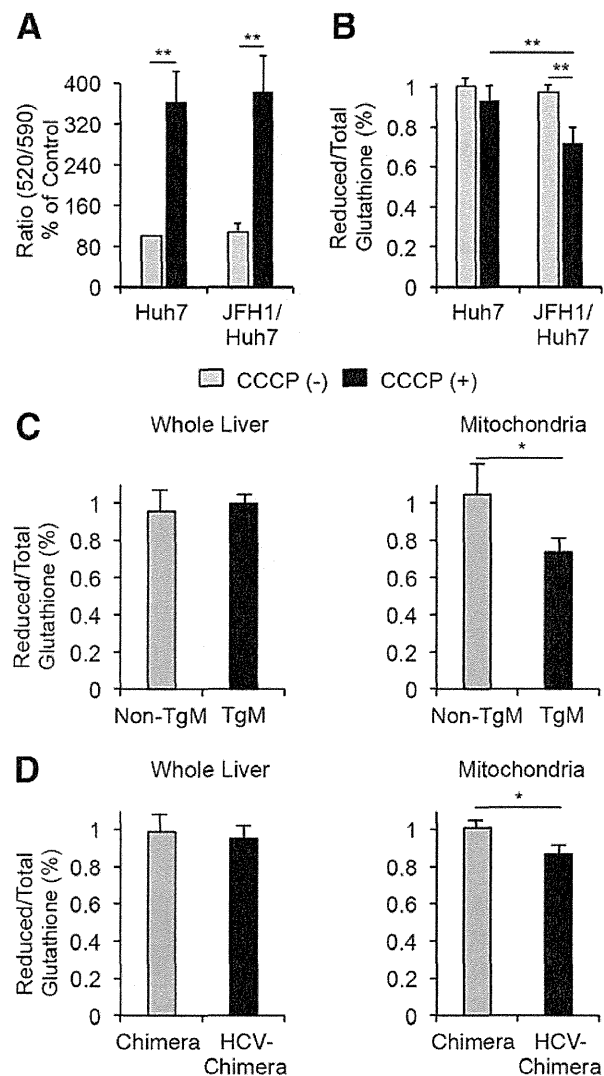 A
Ratio (520/590)
% of Control
400
360
240
160
80
0
**
**
Huh7
JFH1/
Huh7
B
Reduced/Total
Glutathione (%)
1
0.8
0.6
0.4
0.2
0
**
**
Huh7
JFH1/
Huh7
CCCP (-)
CCCP (+)
C
Whole Liver
Reduced/Total
Glutathione (%)
1
0.8
0.6
0.4
0.2
0
Non-TgM
TgM
Mitochondria
*
1
0.8
0.6
0.4
0.2
0
Non-TgM
TgM
D
Whole Liver
Reduced/Total
Glutathione (%)
1
0.8
0.6
0.4
0.2
0
Chimera
HCV-
Chimera
Mitochondria
*
1
0.8
0.6
0.4
0.2
0
Chimera
HCV-
Chimera